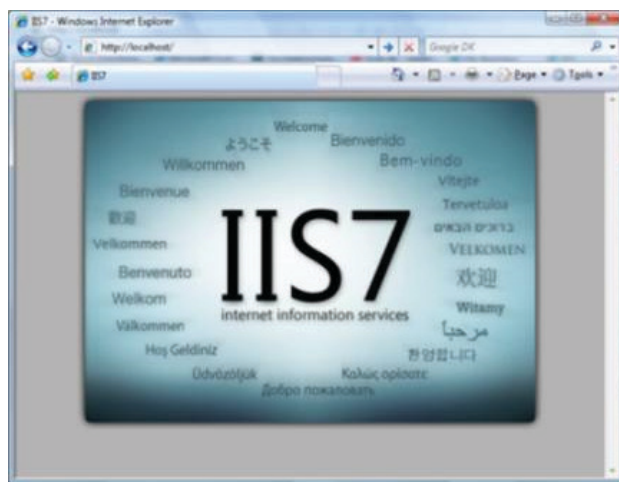 IIS7 - Windows Internet Explorer
http://localhost/
Google DK
IIS7
Page
Tools
Welcome
ようこそ
Bienvenido
Willkommen
Bem-vindo
Vítejte
Bienvenue
Tervetuloa
歡迎
ברוכים הבאים
Velkommen
VELKOMEN
IIS7
Benvenuto
欢迎
Welkom
Witamy
internet information services
Välkommen
مرحباً
Hoş Geldiniz
환영합니다
Üdvözöljük
Καλώς ορίσατε
Добро пожаловать